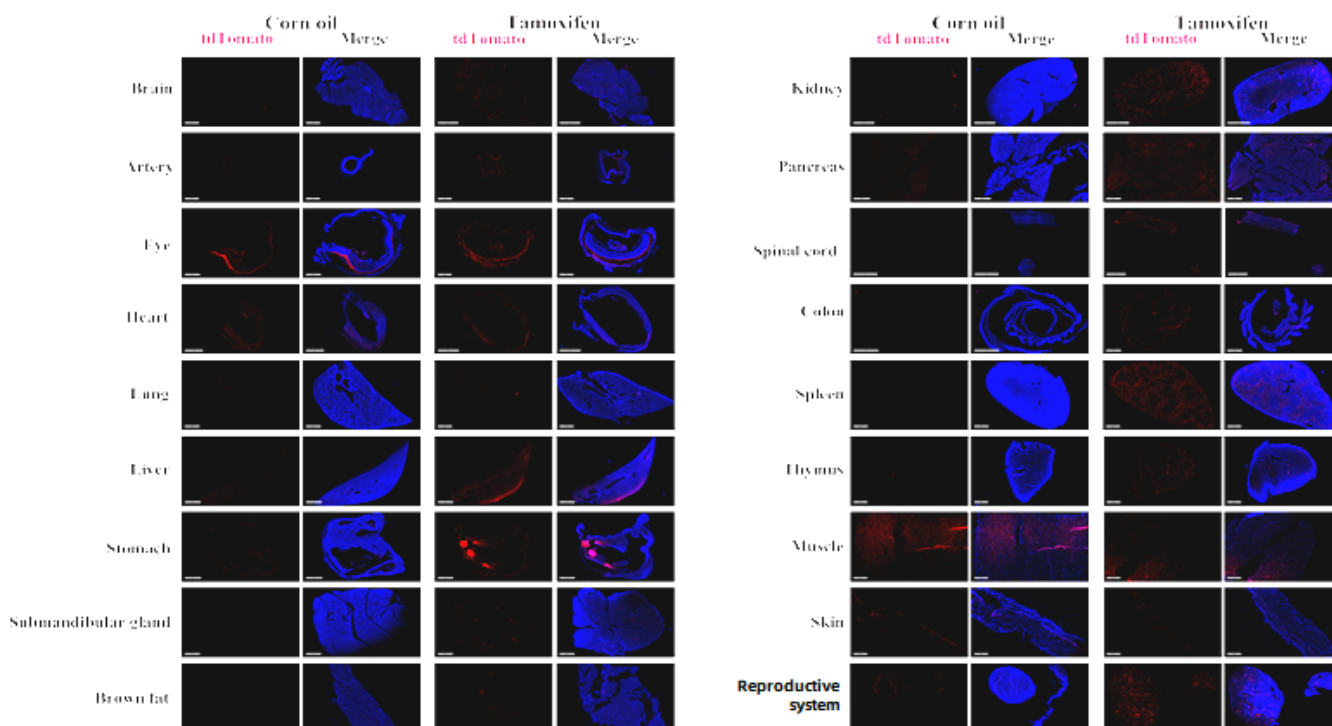 Corn oil Tamoxifen Corn oil Tamoxifen
tdTomato Merge tdTomato Merge tdTomato Merge tdTomato Merge
Brain Kidney
Artery Pancreas
Eye Spinal cord
Heart Colon
Lung Spleen
Liver Thymus
Stomach Muscle
Submandibular gland Skin
Brown fat Reproductive
system